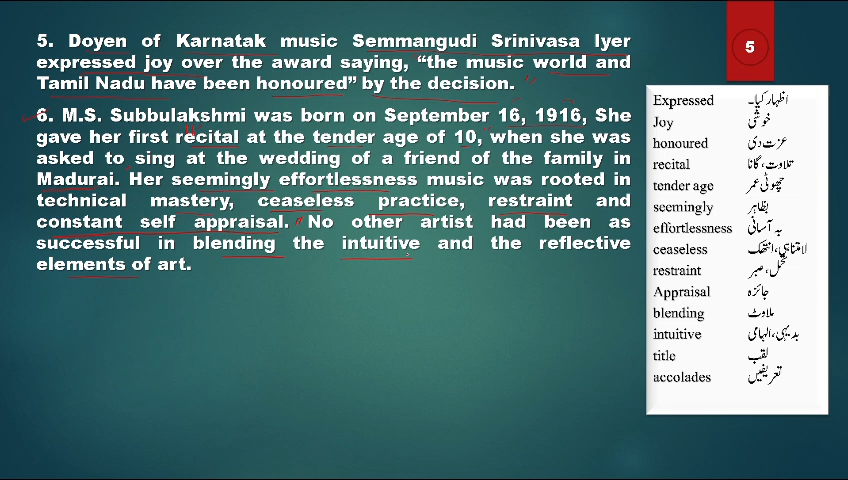 5. Doyen of Karnatak music Semmangudi Srinivasa Iyer
expressed joy over the award saying, “the music world and
Tamil Nadu have been honoured” by the decision.
6. M.S. Subbulakshmi was born on September 16, 1916, She
gave her first recital at the tender age of 10, when she was
asked to sing at the wedding of a friend of the family in
Madurai. Her seemingly effortlessness music was rooted in
technical mastery, ceaseless practice, restraint and
constant self appraisal. No other artist had been as
successful in blending the intuitive and the reflective
elements of art.
5
Expressed اظہار کیا۔
Joy خوشی
honoured عزت دی
recital تلاوت، گانا
tender age چھوٹی عمر
seemingly بظاہر
effortlessness بہ آسانی
ceaseless لامتناہی، انتھک
restraint تحمل، صبر
Appraisal جائزہ
blending ملاوٹ
intuitive بدیہی، الہامی
title لقب
accolades تعریفیں